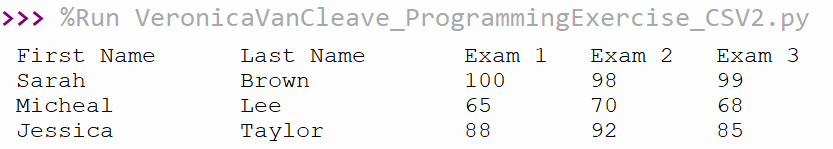 >>> %Run VeronicaVanCleave_ProgrammingExercise_CSV2.py
First Name Last Name Exam 1 Exam 2 Exam 3
Sarah Brown 100 98 99
Micheal Lee 65 70 68
Jessica Taylor 88 92 85